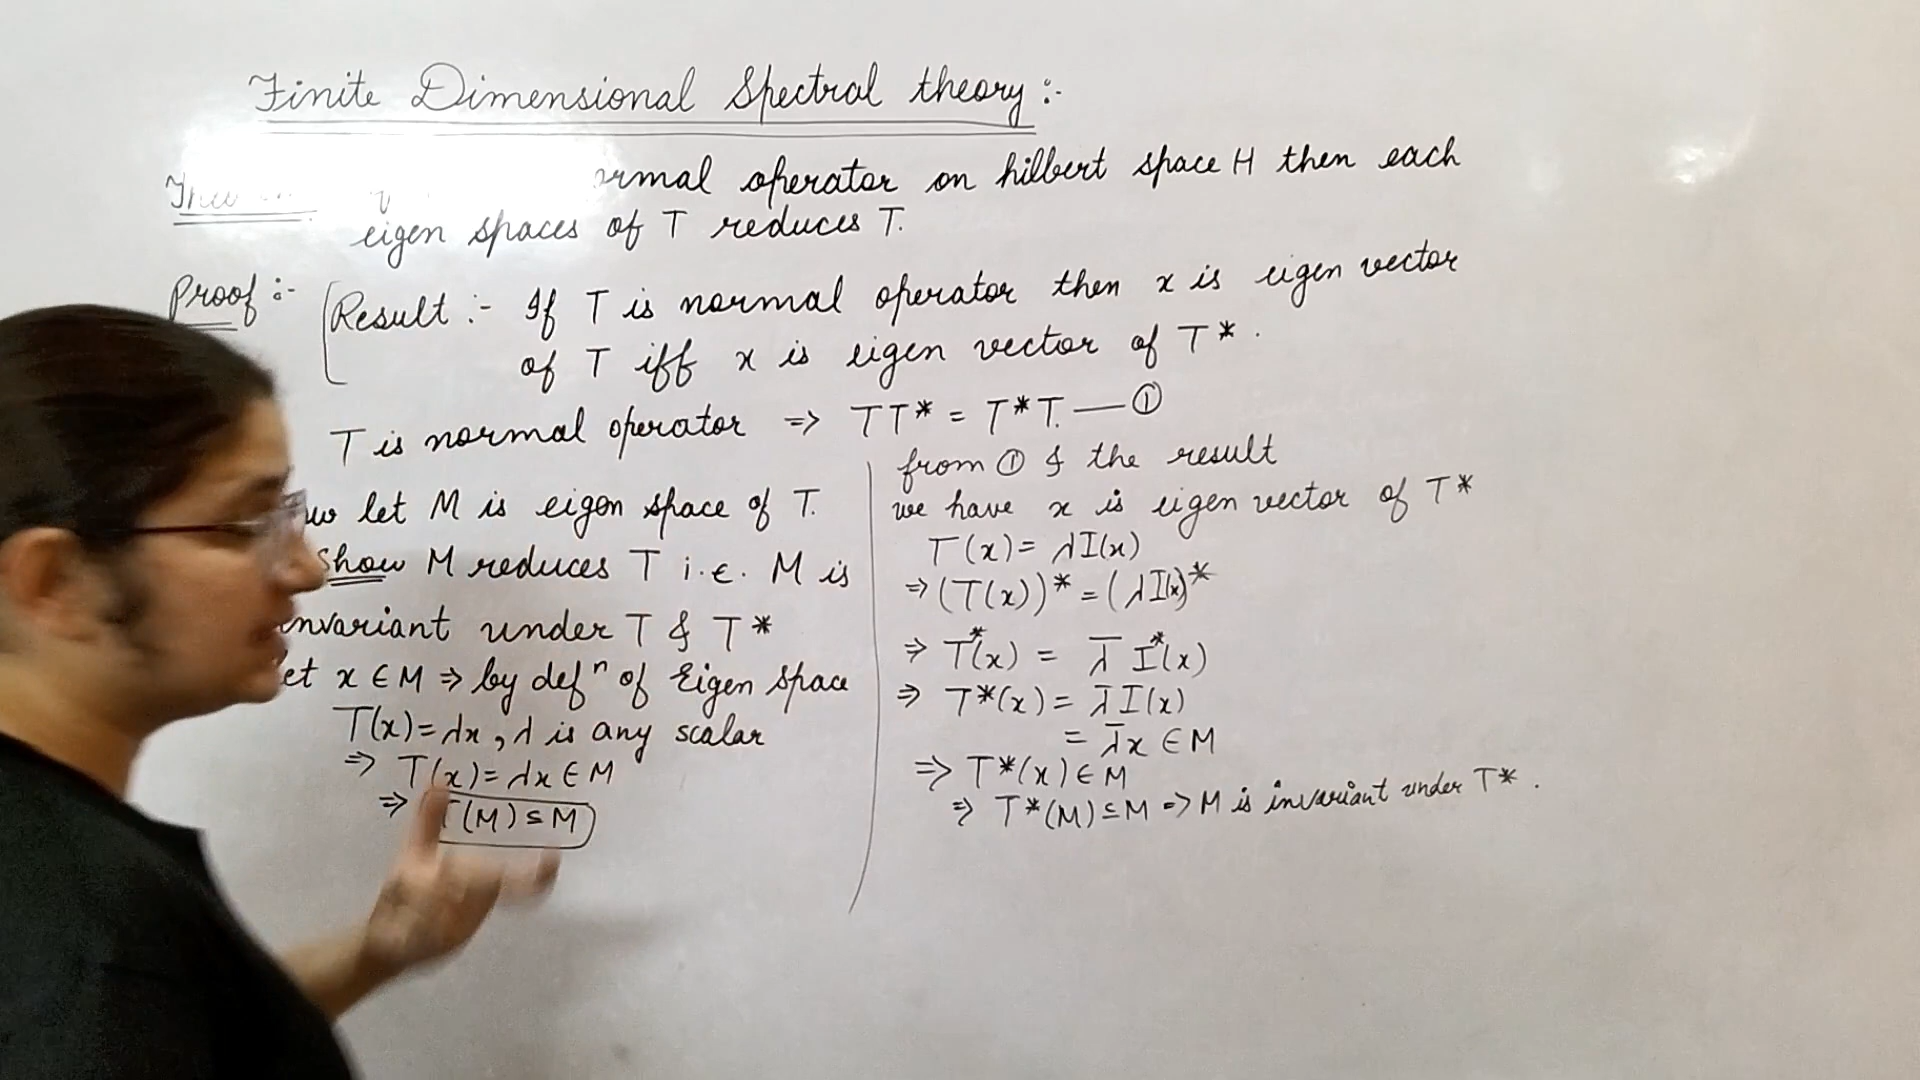 Finite Dimensional Spectral theory :-
operator on hilbert space H then each
eigen spaces of T reduces T.
Proof :-
Result :- If T is normal operator then x is eigen vector
of T iff x is eigen vector of T* .
T is normal operator => TT* = T*T. — ①
let M is eigen space of T.
Show M reduces T i.e. M is
invariant under T & T*
x ∈ M => by defⁿ of Eigen space
T(x) = λx , λ is any scalar
=> T(x) = λx ∈ M
=> T(M) ⊆ M
from ① & the result
we have x is eigen vector of T*
T(x) = λI(x)
=> (T(x))* = (λI(x))*
=> T*(x) = λ̄ I*(x)
=> T*(x) = λ̄ I(x)
= λ̄x ∈ M
=> T*(x) ∈ M
=> T*(M) ⊆ M => M is invariant under T* .